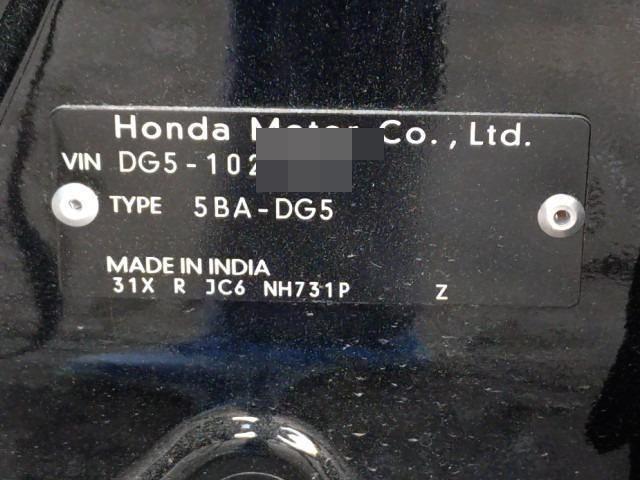 Honda Motor Co., Ltd.
VIN DG5-102
TYPE 5BA-DG5
MADE IN INDIA
31X R JC6 NH731P Z